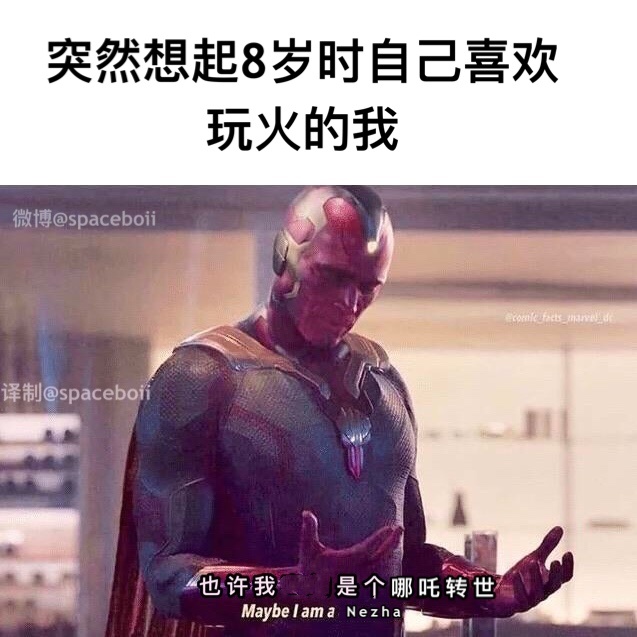 突然想起8岁时自己喜欢
玩火的我
微博@spaceboii
@comic_facts_marvel_dc
译制@spaceboii
也许我 是个哪吒转世
Maybe I am a Nezha